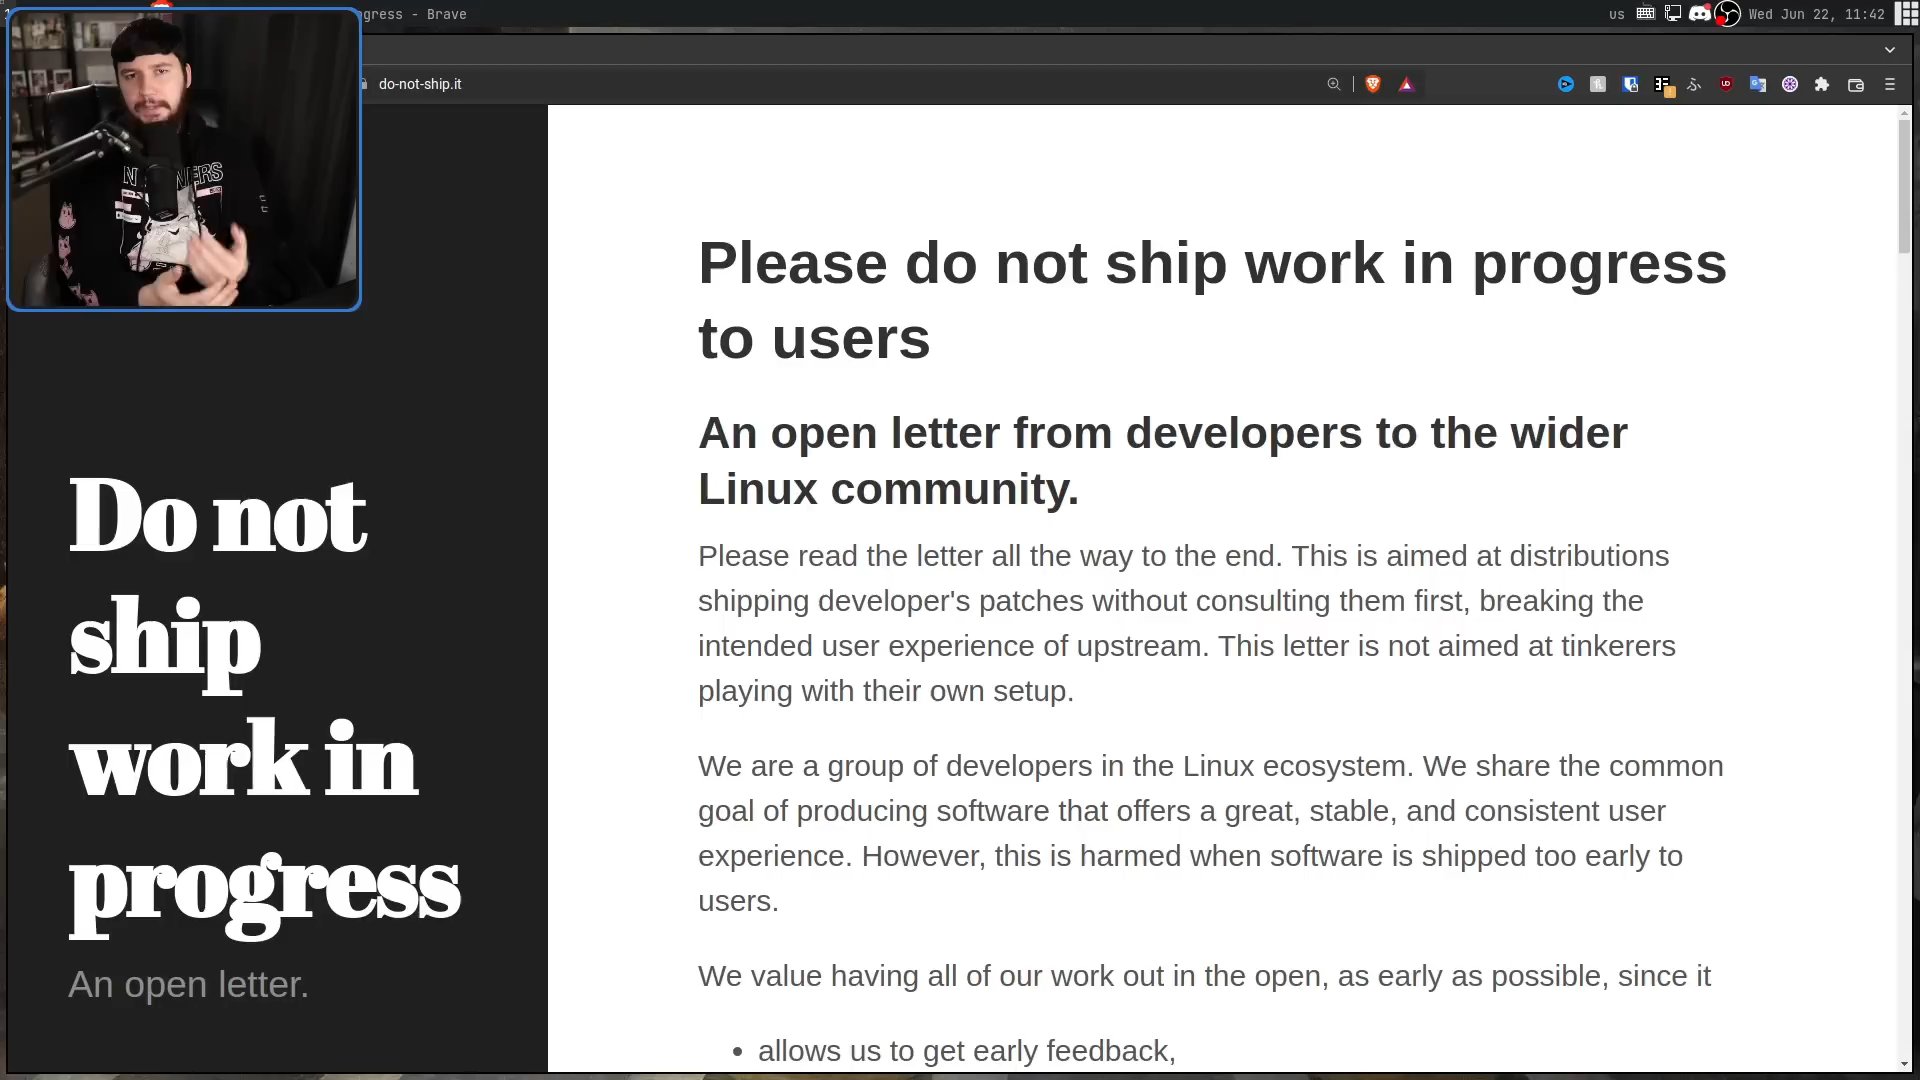 gress - Brave
us
Wed Jun 22, 11:42
do-not-ship.it
Do not
ship
work in
progress
An open letter.
Please do not ship work in progress
to users
An open letter from developers to the wider
Linux community.
Please read the letter all the way to the end. This is aimed at distributions
shipping developer's patches without consulting them first, breaking the
intended user experience of upstream. This letter is not aimed at tinkerers
playing with their own setup.
We are a group of developers in the Linux ecosystem. We share the common
goal of producing software that offers a great, stable, and consistent user
experience. However, this is harmed when software is shipped too early to
users.
We value having all of our work out in the open, as early as possible, since it
• allows us to get early feedback,